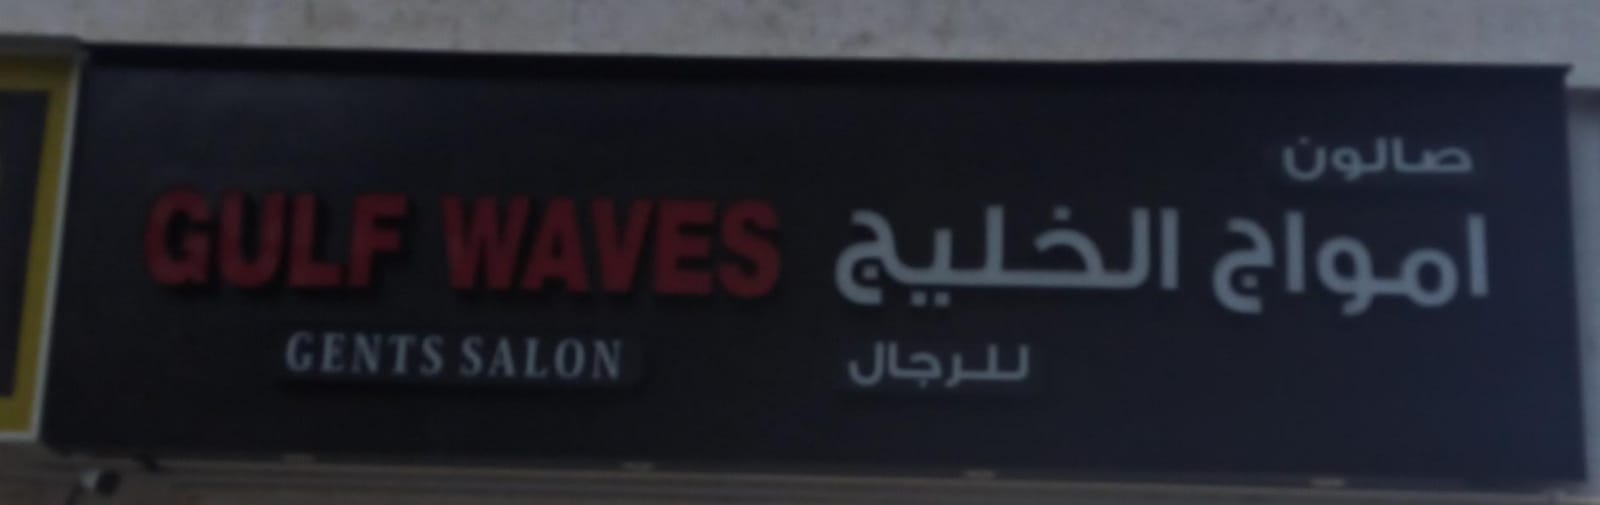 صالون
امواج الخليج
للرجال
GULF WAVES
GENTS SALON